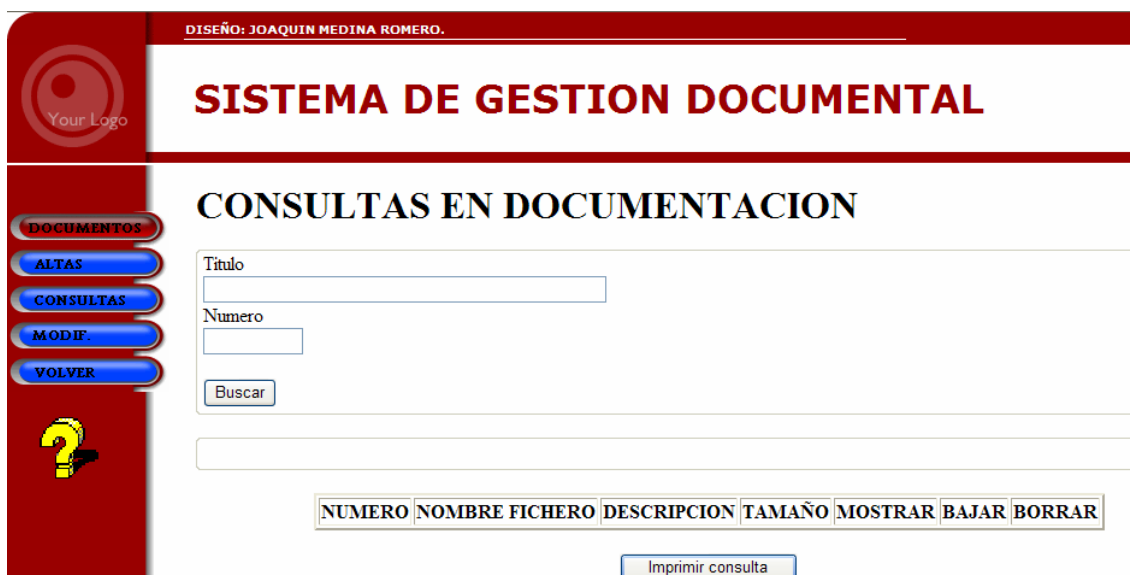 DISEÑO: JOAQUIN MEDINA ROMERO.
Your Logo
SISTEMA DE GESTION DOCUMENTAL
CONSULTAS EN DOCUMENTACION
DOCUMENTOS
ALTAS
CONSULTAS
MODIF.
VOLVER
Titulo
Numero
Buscar
NUMERO NOMBRE FICHERO DESCRIPCION TAMAÑO MOSTRAR BAJAR BORRAR
Imprimir consulta